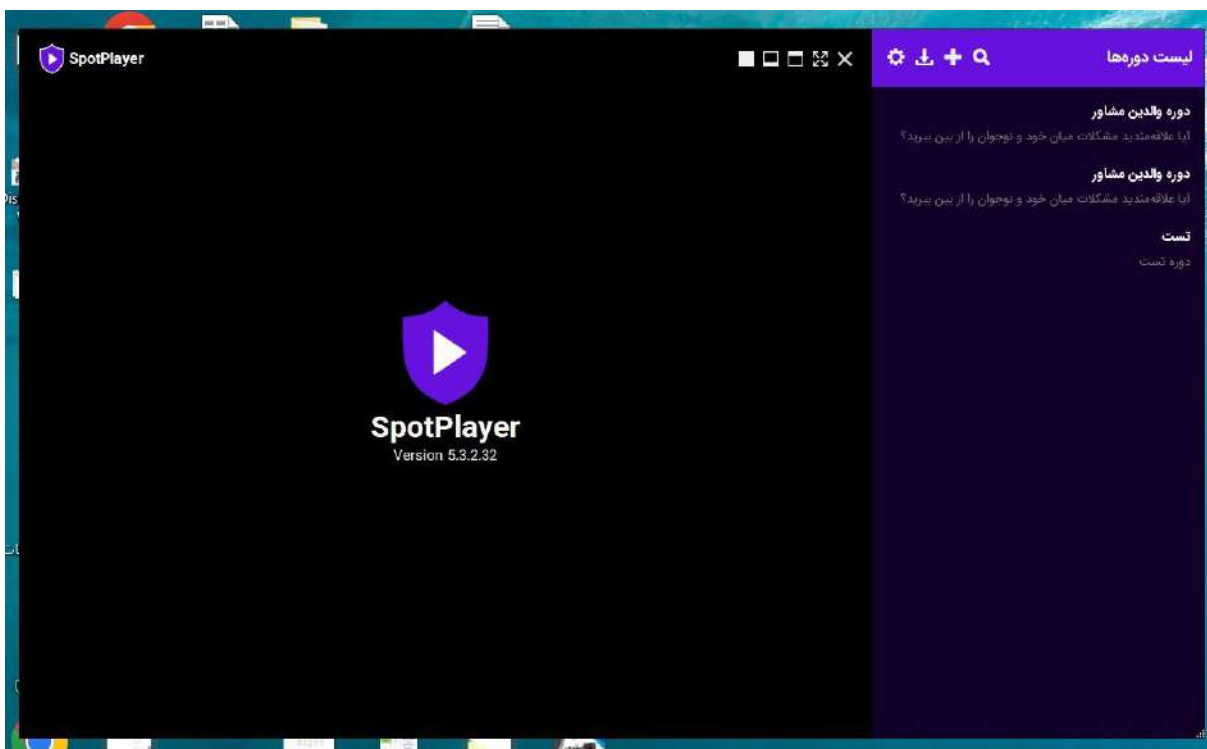 SpotPlayer
لیست دوره‌ها
دوره والدین مشاور
آیا علاقه‌مندید مشکلات میان خود و نوجوان را از بین ببرید؟
دوره والدین مشاور
آیا علاقه‌مندید مشکلات میان خود و نوجوان را از بین ببرید؟
تست
دوره تست
SpotPlayer
Version 5.3.2.32